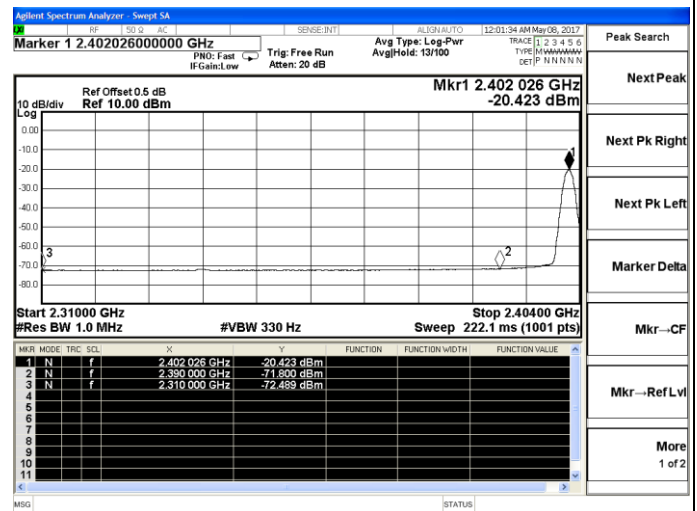 Agilent Spectrum Analyzer - Swept SA
RF 50 Ω AC SENSE:INT ALIGNAUTO 12:01:34 AM May 08, 2017
Marker 1 2.402026000000 GHz
PNO: Fast
IFGain:Low
Trig: Free Run
Atten: 20 dB
Avg Type: Log-Pwr
Avg|Hold: 13/100
TRACE 1 2 3 4 5 6
TYPE MWWWWW
DET P N N N N N
Mkr1 2.402 026 GHz
-20.423 dBm
Ref Offset 0.5 dB
10 dB/div Ref 10.00 dBm
Log
0.00
-10.0
-20.0
-30.0
-40.0
-50.0
-60.0
-70.0
-80.0
1
2
3
Start 2.31000 GHz Stop 2.40400 GHz
#Res BW 1.0 MHz #VBW 330 Hz Sweep 222.1 ms (1001 pts)
MKR MODE TRC SCL X Y FUNCTION FUNCTION WIDTH FUNCTION VALUE
1 N f 2.402 026 GHz -20.423 dBm
2 N f 2.390 000 GHz -71.800 dBm
3 N f 2.310 000 GHz -72.489 dBm
4
5
6
7
8
9
10
11
MSG STATUS
Peak Search
Next Peak
Next Pk Right
Next Pk Left
Marker Delta
Mkr→CF
Mkr→Ref Lvl
More
1 of 2